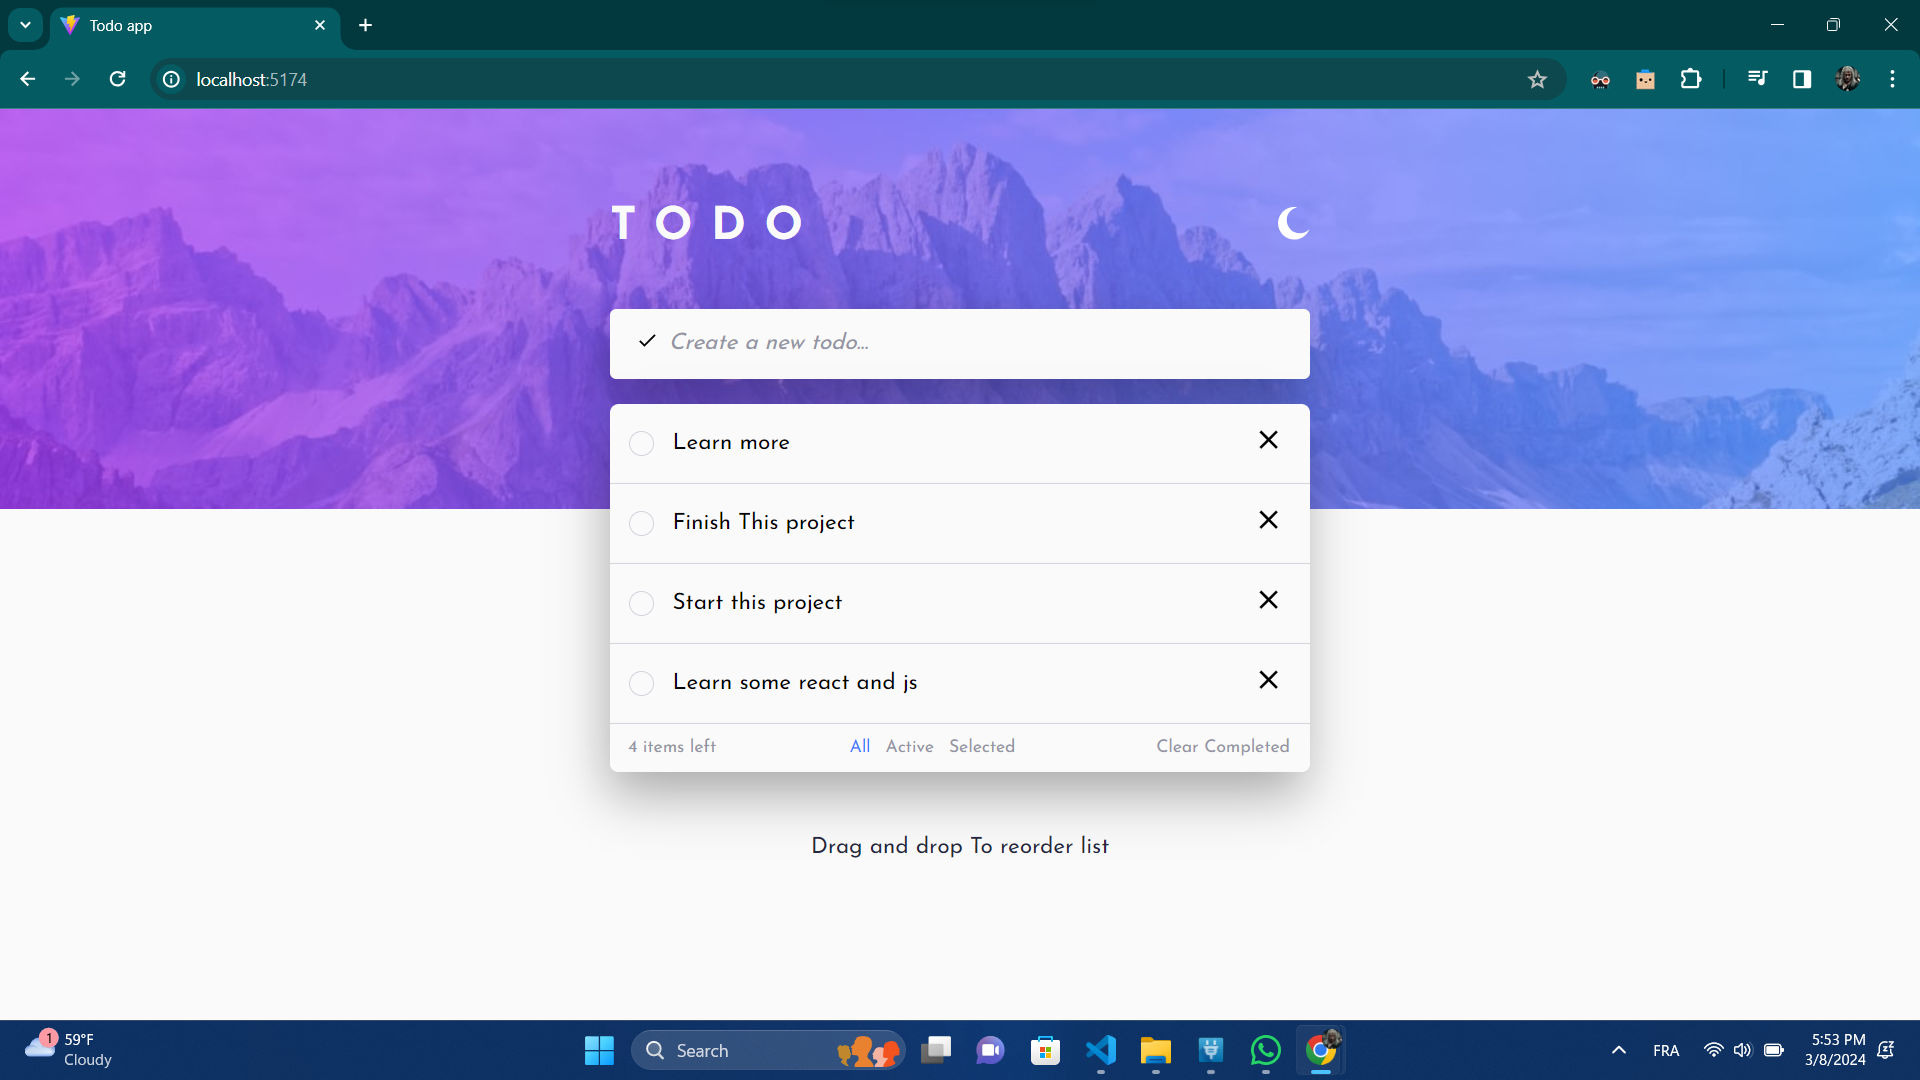 Todo app
localhost:5174
TODO
Create a new todo...
Learn more
Finish This project
Start this project
Learn some react and js
4 items left All Active Selected Clear Completed
Drag and drop To reorder list
1 59°F
Cloudy
Search
FRA
5:53 PM
3/8/2024